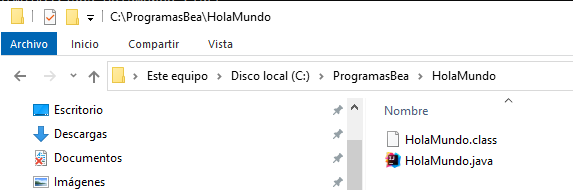 C:\ProgramasBea\HolaMundo
Archivo Inicio Compartir Vista
Este equipo > Disco local (C:) > ProgramasBea > HolaMundo
Escritorio
Descargas
Documentos
Imágenes
Nombre
HolaMundo.class
HolaMundo.java